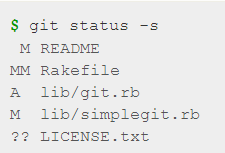 $ git status -s
 M README
MM Rakefile
A  lib/git.rb
M  lib/simplegit.rb
?? LICENSE.txt